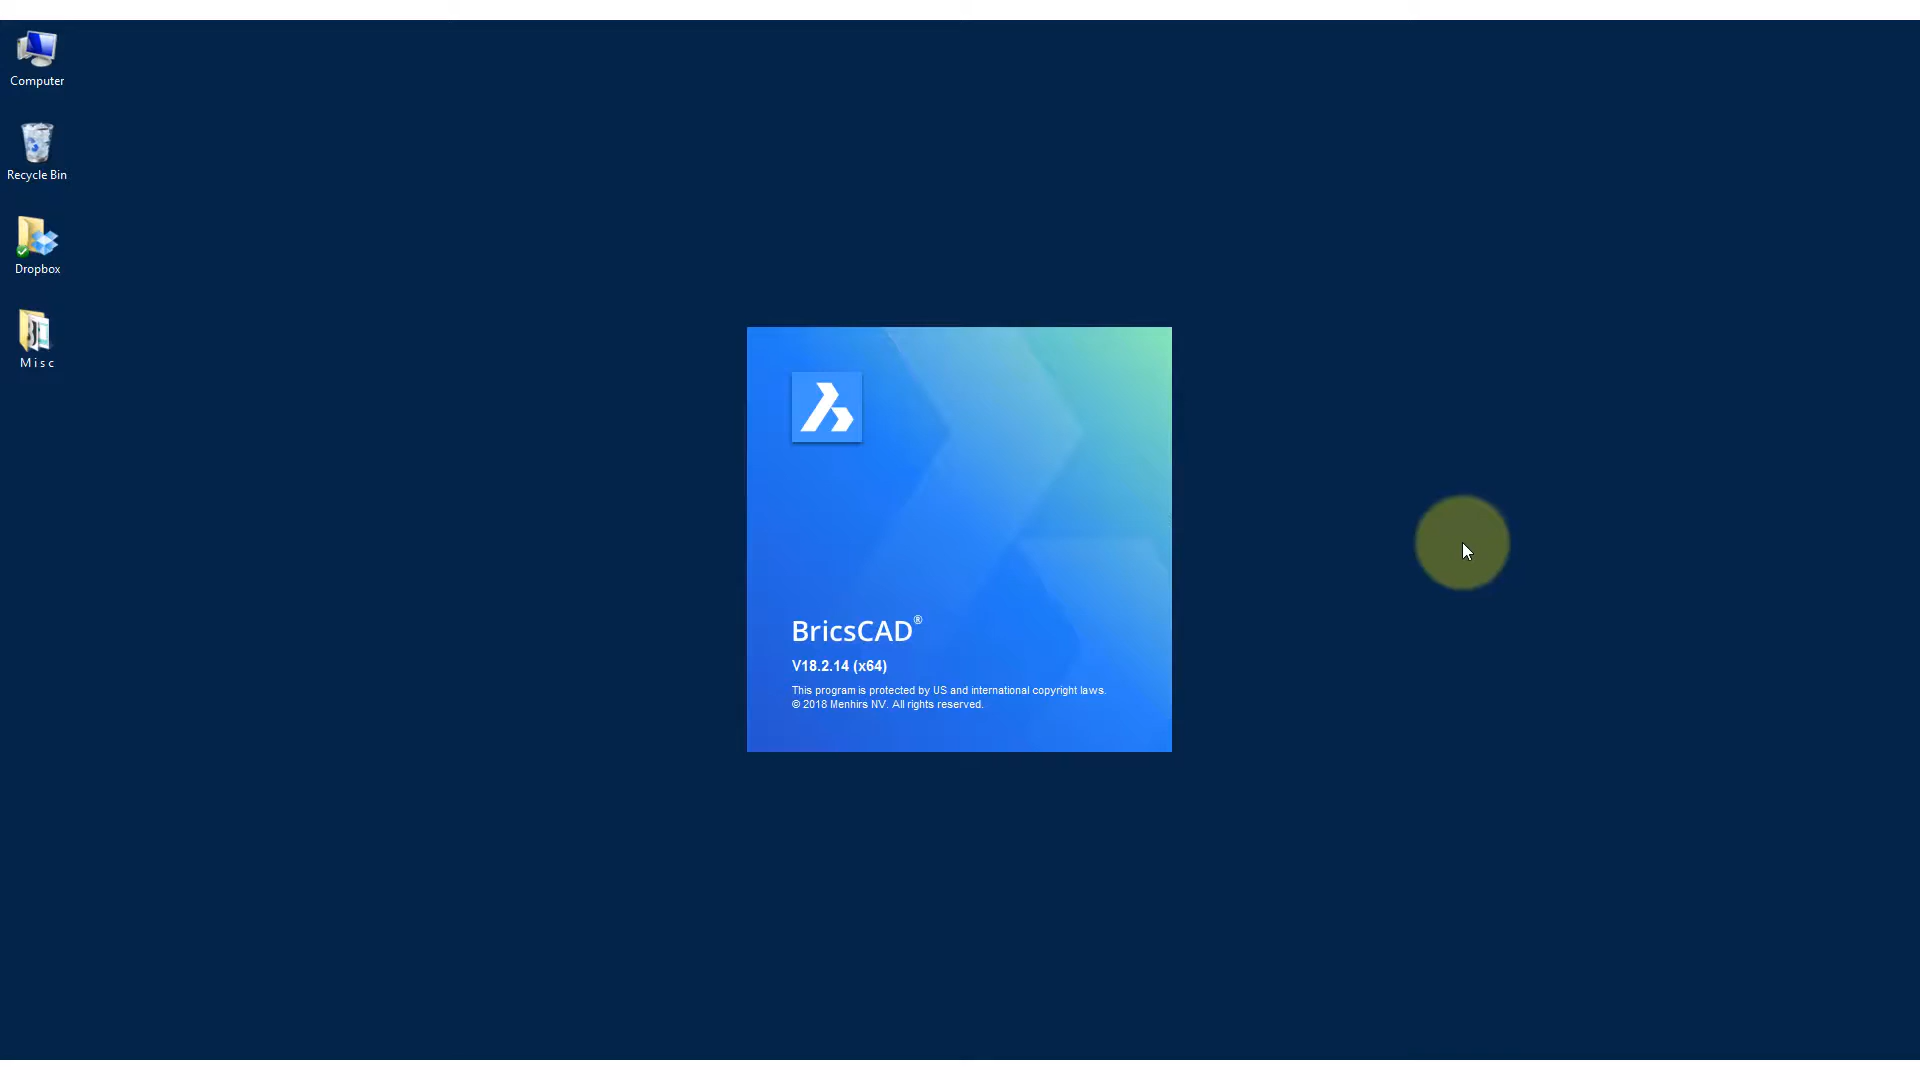 Computer
Recycle Bin
Dropbox
Misc
BricsCAD®
V18.2.14 (x64)
This program is protected by US and international copyright laws.
© 2018 Menhirs NV. All rights reserved.